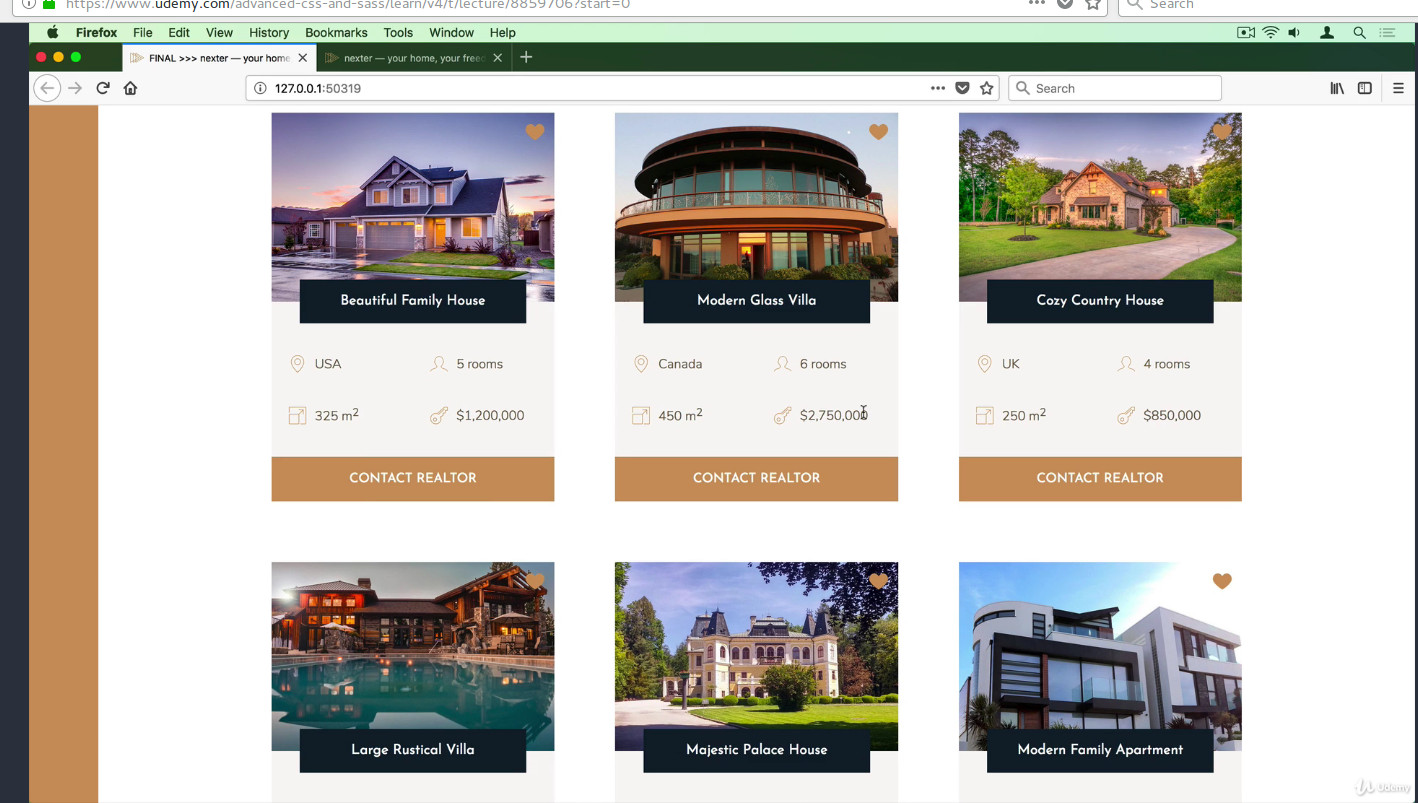 https://www.udemy.com/advanced-css-and-sass/learn/v4/t/lecture/8859706?start=0
Search
Firefox File Edit View History Bookmarks Tools Window Help
FINAL >>> nexter — your home
nexter — your home, your freed
127.0.0.1:50319
Search
Beautiful Family House
Modern Glass Villa
Cozy Country House
USA
5 rooms
Canada
6 rooms
UK
4 rooms
325 m²
$1,200,000
450 m²
$2,750,000
250 m²
$850,000
CONTACT REALTOR
CONTACT REALTOR
CONTACT REALTOR
Large Rustical Villa
Majestic Palace House
Modern Family Apartment
Udemy